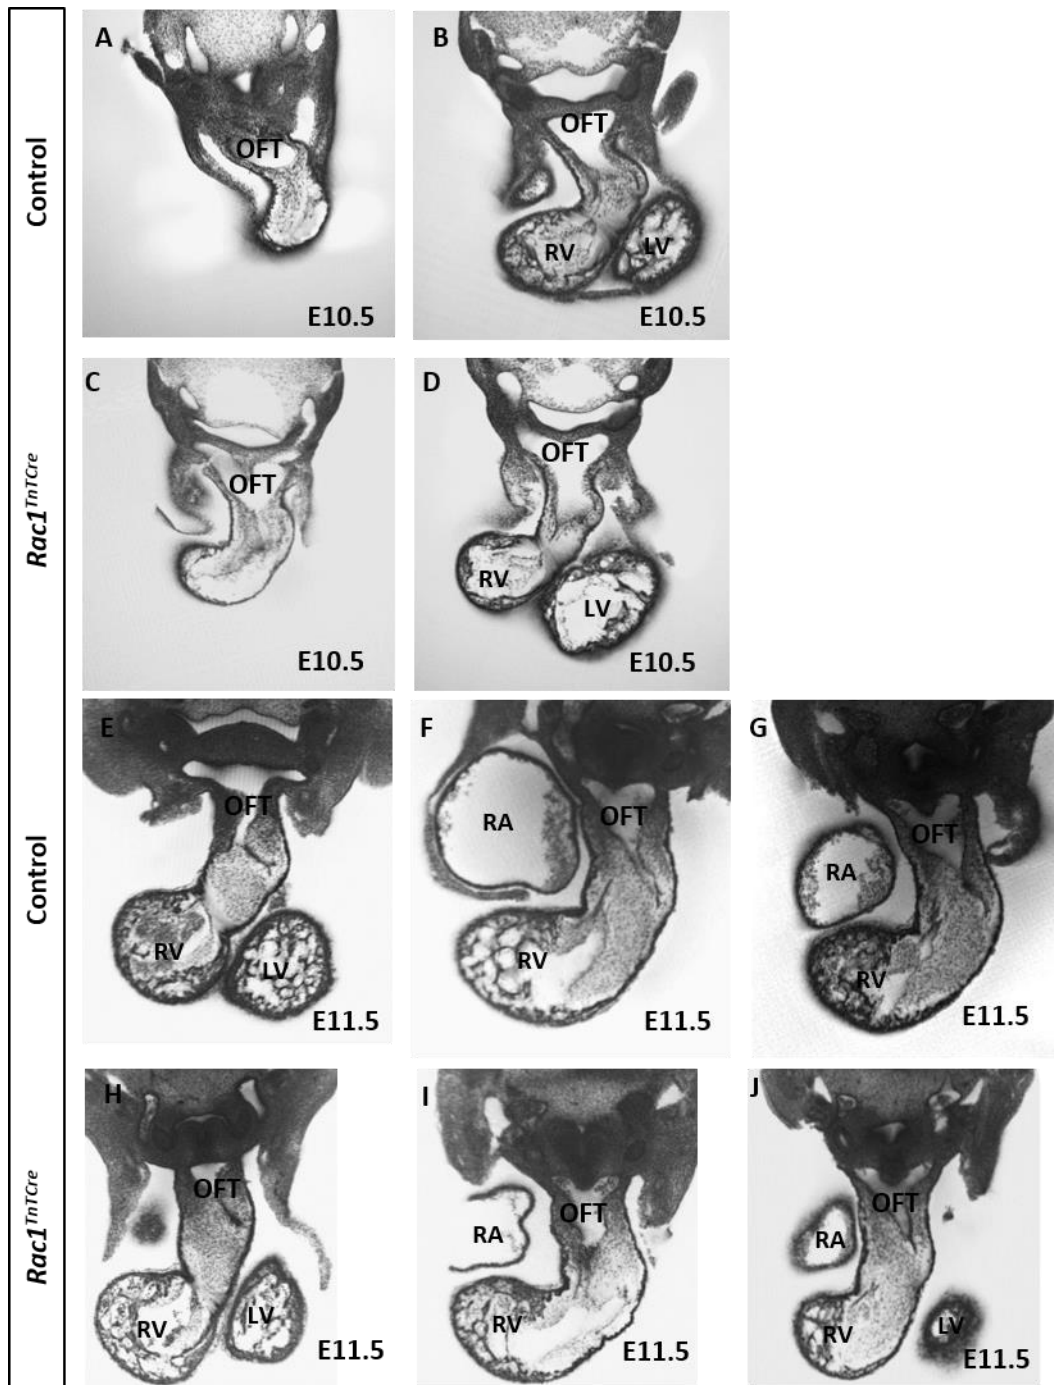 Control
A
OFT
E10.5
B
OFT
RV
LV
E10.5
Rac1TnTCre
C
OFT
E10.5
D
OFT
RV
LV
E10.5
Control
E
OFT
RV
LV
E11.5
F
RA
OFT
RV
E11.5
G
RA
OFT
RV
E11.5
Rac1TnTCre
H
OFT
RV
LV
E11.5
I
RA
OFT
RV
E11.5
J
OFT
RA
RV
LV
E11.5